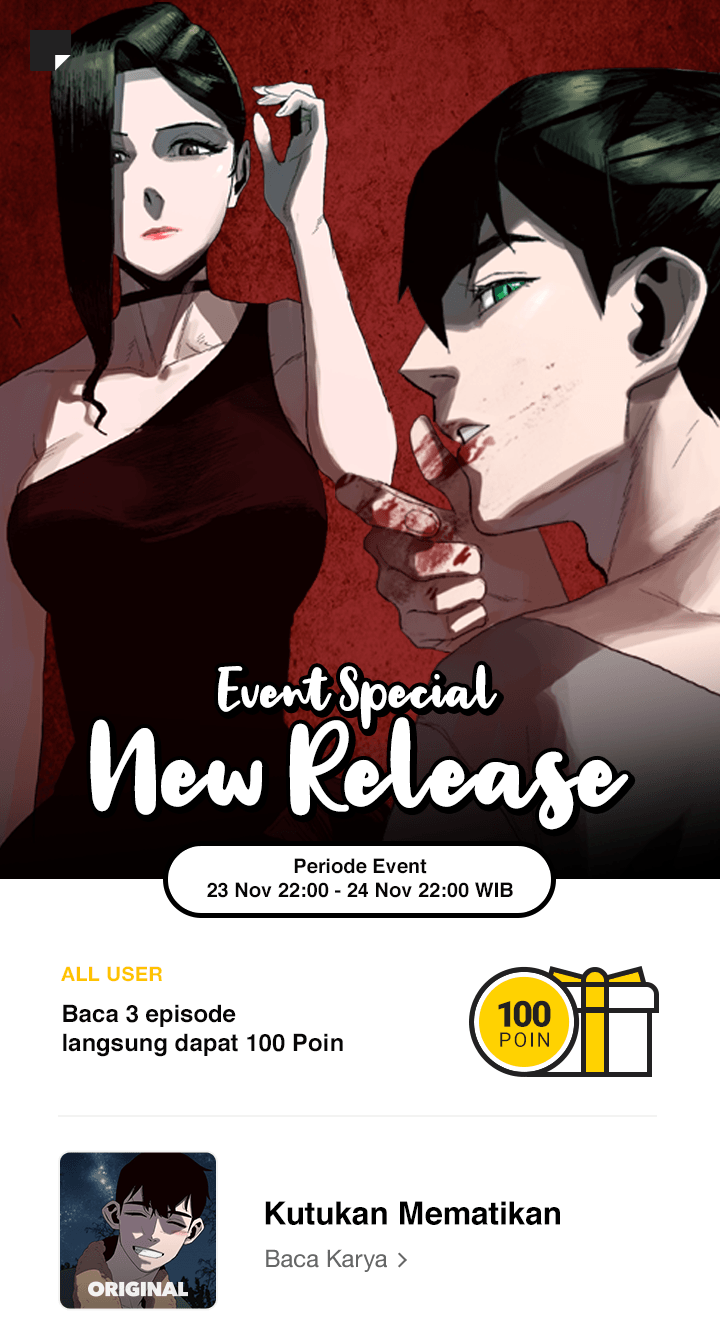 Event Special
New Release
Periode Event
23 Nov 22:00 - 24 Nov 22:00 WIB
ALL USER
Baca 3 episode
langsung dapat 100 Poin
100
POIN
ORIGINAL
Kutukan Mematikan
Baca Karya >